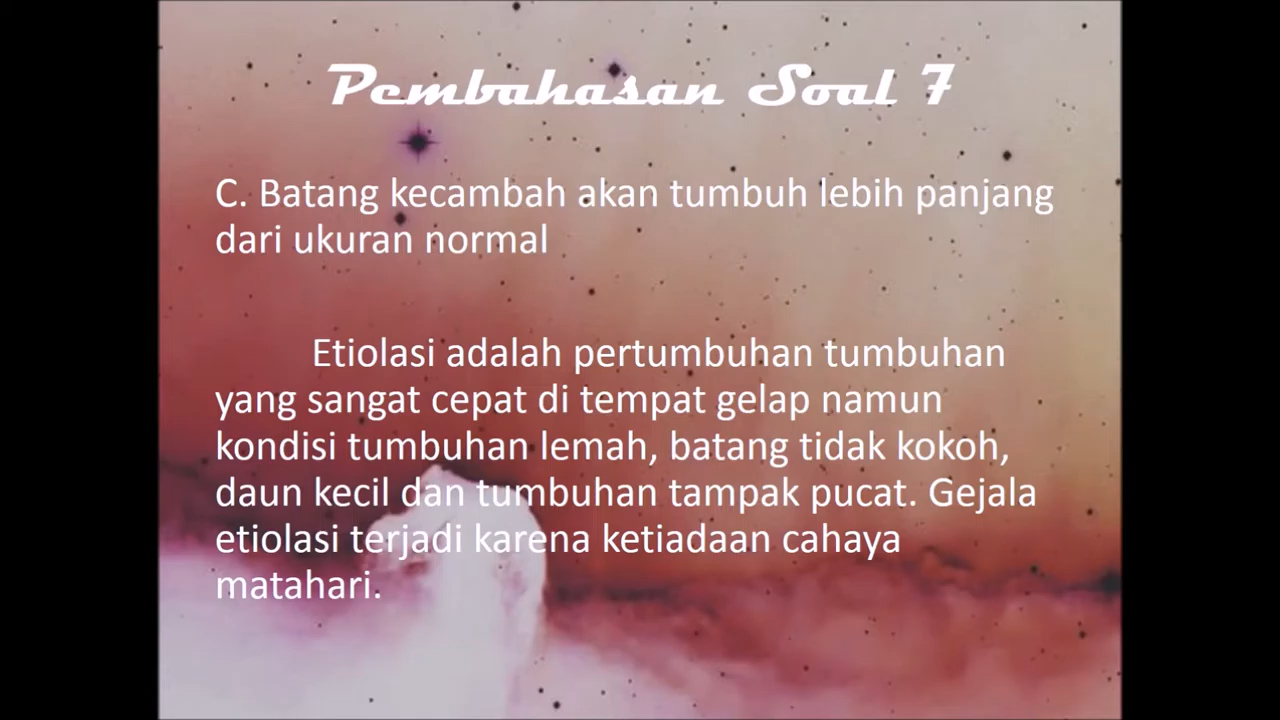 Pembahasan Soal 7
C. Batang kecambah akan tumbuh lebih panjang
dari ukuran normal
Etiolasi adalah pertumbuhan tumbuhan
yang sangat cepat di tempat gelap namun
kondisi tumbuhan lemah, batang tidak kokoh,
daun kecil dan tumbuhan tampak pucat. Gejala
etiolasi terjadi karena ketiadaan cahaya
matahari.